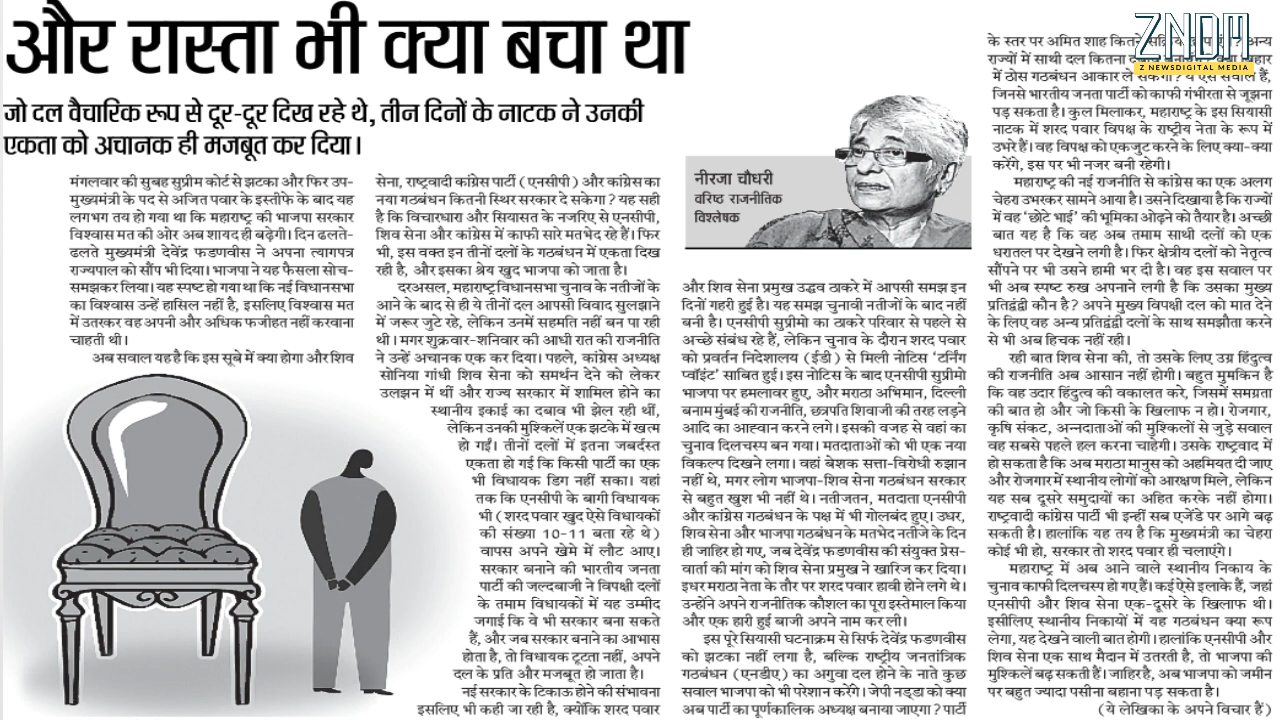 और रास्ता भी क्या बचा था
जो दल वैचारिक रूप से दूर-दूर दिख रहे थे, तीन दिनों के नाटक ने उनकी
एकता को अचानक ही मजबूत कर दिया।
मंगलवार की सुबह सुप्रीम कोर्ट से झटका और फिर उप-
मुख्यमंत्री के पद से अजित पवार के इस्तीफे के बाद यह
लगभग तय हो गया था कि महाराष्ट्र की भाजपा सरकार
विश्वास मत की ओर अब शायद ही बढ़ेगी। दिन ढलते-
ढलते मुख्यमंत्री देवेंद्र फडणवीस ने अपना त्यागपत्र
राज्यपाल को सौंप भी दिया। भाजपा ने यह फैसला सोच-
समझकर लिया। यह स्पष्ट हो गया था कि नई विधानसभा
का विश्वास उन्हें हासिल नहीं है, इसलिए विश्वास मत
में उतरकर वह अपनी और अधिक फजीहत नहीं करवाना
चाहती थी।
अब सवाल यह है कि इस सूबे में क्या होगा और शिव
सेना, राष्ट्रवादी कांग्रेस पार्टी (एनसीपी) और कांग्रेस का
नया गठबंधन कितनी स्थिर सरकार दे सकेगा? यह सही
है कि विचारधारा और सियासत के नजरिए से एनसीपी,
शिव सेना और कांग्रेस में काफी सारे मतभेद रहे हैं। फिर
भी, इस वक्त इन तीनों दलों के गठबंधन में एकता दिख
रही है, और इसका श्रेय खुद भाजपा को जाता है।
दरअसल, महाराष्ट्र विधानसभा चुनाव के नतीजों के
आने के बाद से ही ये तीनों दल आपसी विवाद सुलझाने
में जरूर जुटे रहे, लेकिन उनमें सहमति नहीं बन पा रही
थी। मगर शुक्रवार-शनिवार की आधी रात की राजनीति
ने उन्हें अचानक एक कर दिया। पहले, कांग्रेस अध्यक्ष
सोनिया गांधी शिव सेना को समर्थन देने को लेकर
उलझन में थीं और राज्य सरकार में शामिल होने का
स्थानीय इकाई का दबाव भी झेल रही थीं,
लेकिन उनकी मुश्किलें एक झटके में खत्म
हो गईं। तीनों दलों में इतना जबर्दस्त
एकता हो गई कि किसी पार्टी का एक
भी विधायक डिग नहीं सका। यहां
तक कि एनसीपी के बागी विधायक
भी (शरद पवार खुद ऐसे विधायकों
की संख्या 10-11 बता रहे थे)
वापस अपने खेमे में लौट आए।
सरकार बनाने की भारतीय जनता
पार्टी की जल्दबाजी ने विपक्षी दलों
के तमाम विधायकों में यह उम्मीद
जगाई कि वे भी सरकार बना सकते
हैं, और जब सरकार बनाने का आभास
होता है, तो विधायक टूटता नहीं, अपने
दल के प्रति और मजबूत हो जाता है।
नई सरकार के टिकाऊ होने की संभावना
इसलिए भी कही जा रही है, क्योंकि शरद पवार
नीरजा चौधरी
वरिष्ठ राजनीतिक
विश्लेषक
और शिव सेना प्रमुख उद्धव ठाकरे में आपसी समझ इन
दिनों गहरी हुई है। यह समझ चुनावी नतीजों के बाद नहीं
बनी है। एनसीपी सुप्रीमो का ठाकरे परिवार से पहले से
अच्छे संबंध रहे हैं, लेकिन चुनाव के दौरान शरद पवार
को प्रवर्तन निदेशालय (ईडी) से मिली नोटिस 'टर्निंग
प्वॉइंट' साबित हुई। इस नोटिस के बाद एनसीपी सुप्रीमो
भाजपा पर हमलावर हुए, और मराठा अभिमान, दिल्ली
बनाम मुंबई की राजनीति, छत्रपति शिवाजी की तरह लड़ने
आदि का आह्वान करने लगे। इसकी वजह से वहां का
चुनाव दिलचस्प बन गया। मतदाताओं को भी एक नया
विकल्प दिखने लगा। वहां बेशक सत्ता-विरोधी रुझान
नहीं थे, मगर लोग भाजपा-शिव सेना गठबंधन सरकार
से बहुत खुश भी नहीं थे। नतीजतन, मतदाता एनसीपी
और कांग्रेस गठबंधन के पक्ष में भी गोलबंद हुए। उधर,
शिव सेना और भाजपा गठबंधन के मतभेद नतीजे के दिन
ही जाहिर हो गए, जब देवेंद्र फडणवीस की संयुक्त प्रेस-
वार्ता की मांग को शिव सेना प्रमुख ने खारिज कर दिया।
इधर मराठा नेता के तौर पर शरद पवार हावी होने लगे थे।
उन्होंने अपने राजनीतिक कौशल का पूरा इस्तेमाल किया
और एक हारी हुई बाजी अपने नाम कर ली।
इस पूरे सियासी घटनाक्रम से सिर्फ देवेंद्र फडणवीस
को झटका नहीं लगा है, बल्कि राष्ट्रीय जनतांत्रिक
गठबंधन (एनडीए) का अगुवा दल होने के नाते कुछ
सवाल भाजपा को भी परेशान करेंगे। जेपी नड्डा को क्या
अब पार्टी का पूर्णकालिक अध्यक्ष बनाया जाएगा? पार्टी
ZNDM
Z NEWSDIGITAL MEDIA
के स्तर पर अमित शाह कितने अन्य
राज्यों में साथी दल कितना
में ठोस गठबंधन आकार ले सकेगा? ये ऐसे सवाल हैं,
जिनसे भारतीय जनता पार्टी को काफी गंभीरता से जूझना
पड़ सकता है। कुल मिलाकर, महाराष्ट्र के इस सियासी
नाटक में शरद पवार विपक्ष के राष्ट्रीय नेता के रूप में
उभरे हैं। वह विपक्ष को एकजुट करने के लिए क्या-क्या
करेंगे, इस पर भी नजर बनी रहेगी।
महाराष्ट्र की नई राजनीति से कांग्रेस का एक अलग
चेहरा उभरकर सामने आया है। उसने दिखाया है कि राज्यों
में वह 'छोटे भाई' की भूमिका ओढ़ने को तैयार है। अच्छी
बात यह है कि वह अब तमाम साथी दलों को एक
धरातल पर देखने लगी है। फिर क्षेत्रीय दलों को नेतृत्व
सौंपने पर भी उसने हामी भर दी है। वह इस सवाल पर
भी अब स्पष्ट रुख अपनाने लगी है कि उसका मुख्य
प्रतिद्वंद्वी कौन है? अपने मुख्य विपक्षी दल को मात देने
के लिए वह अन्य प्रतिद्वंद्वी दलों के साथ समझौता करने
से भी अब हिचक नहीं रही।
रही बात शिव सेना की, तो उसके लिए उग्र हिंदुत्व
की राजनीति अब आसान नहीं होगी। बहुत मुमकिन है
कि वह उदार हिंदुत्व की वकालत करे, जिसमें समग्रता
की बात हो और जो किसी के खिलाफ न हो। रोजगार,
कृषि संकट, अन्नदाताओं की मुश्किलों से जुड़े सवाल
वह सबसे पहले हल करना चाहेगी। उसके राष्ट्रवाद में
हो सकता है कि अब मराठा मानुस को अहमियत दी जाए
और रोजगार में स्थानीय लोगों को आरक्षण मिले, लेकिन
यह सब दूसरे समुदायों का अहित करके नहीं होगा।
राष्ट्रवादी कांग्रेस पार्टी भी इन्हीं सब एजेंडे पर आगे बढ़
सकती है। हालांकि यह तय है कि मुख्यमंत्री का चेहरा
कोई भी हो, सरकार तो शरद पवार ही चलाएंगे।
महाराष्ट्र में अब आने वाले स्थानीय निकाय के
चुनाव काफी दिलचस्प हो गए हैं। कई ऐसे इलाके हैं, जहां
एनसीपी और शिव सेना एक-दूसरे के खिलाफ थी।
इसीलिए स्थानीय निकायों में यह गठबंधन क्या रूप
लेगा, यह देखने वाली बात होगी। हालांकि एनसीपी और
शिव सेना एक साथ मैदान में उतरती है, तो भाजपा की
मुश्किलें बढ़ सकती हैं। जाहिर है, अब भाजपा को जमीन
पर बहुत ज्यादा पसीना बहाना पड़ सकता है।
(ये लेखिका के अपने विचार हैं)